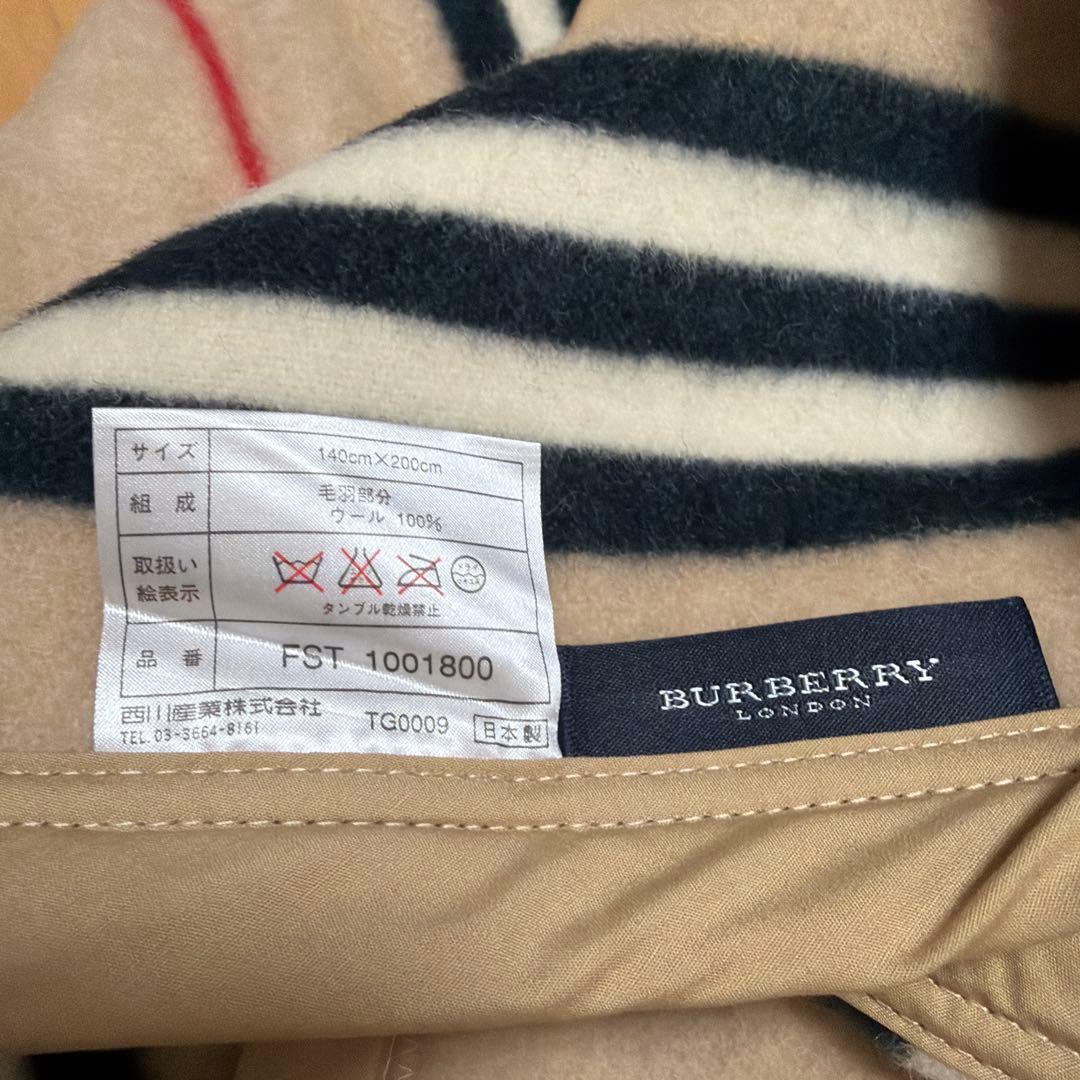 サイズ 140cm×200cm
組成 毛羽部分
ウール 100%
取扱い
絵表示
タンブル乾燥禁止
品番 FST 1001800
西川産業株式会社 TG0009 日本製
TEL. 03-3664-8161
BURBERRY
LONDON